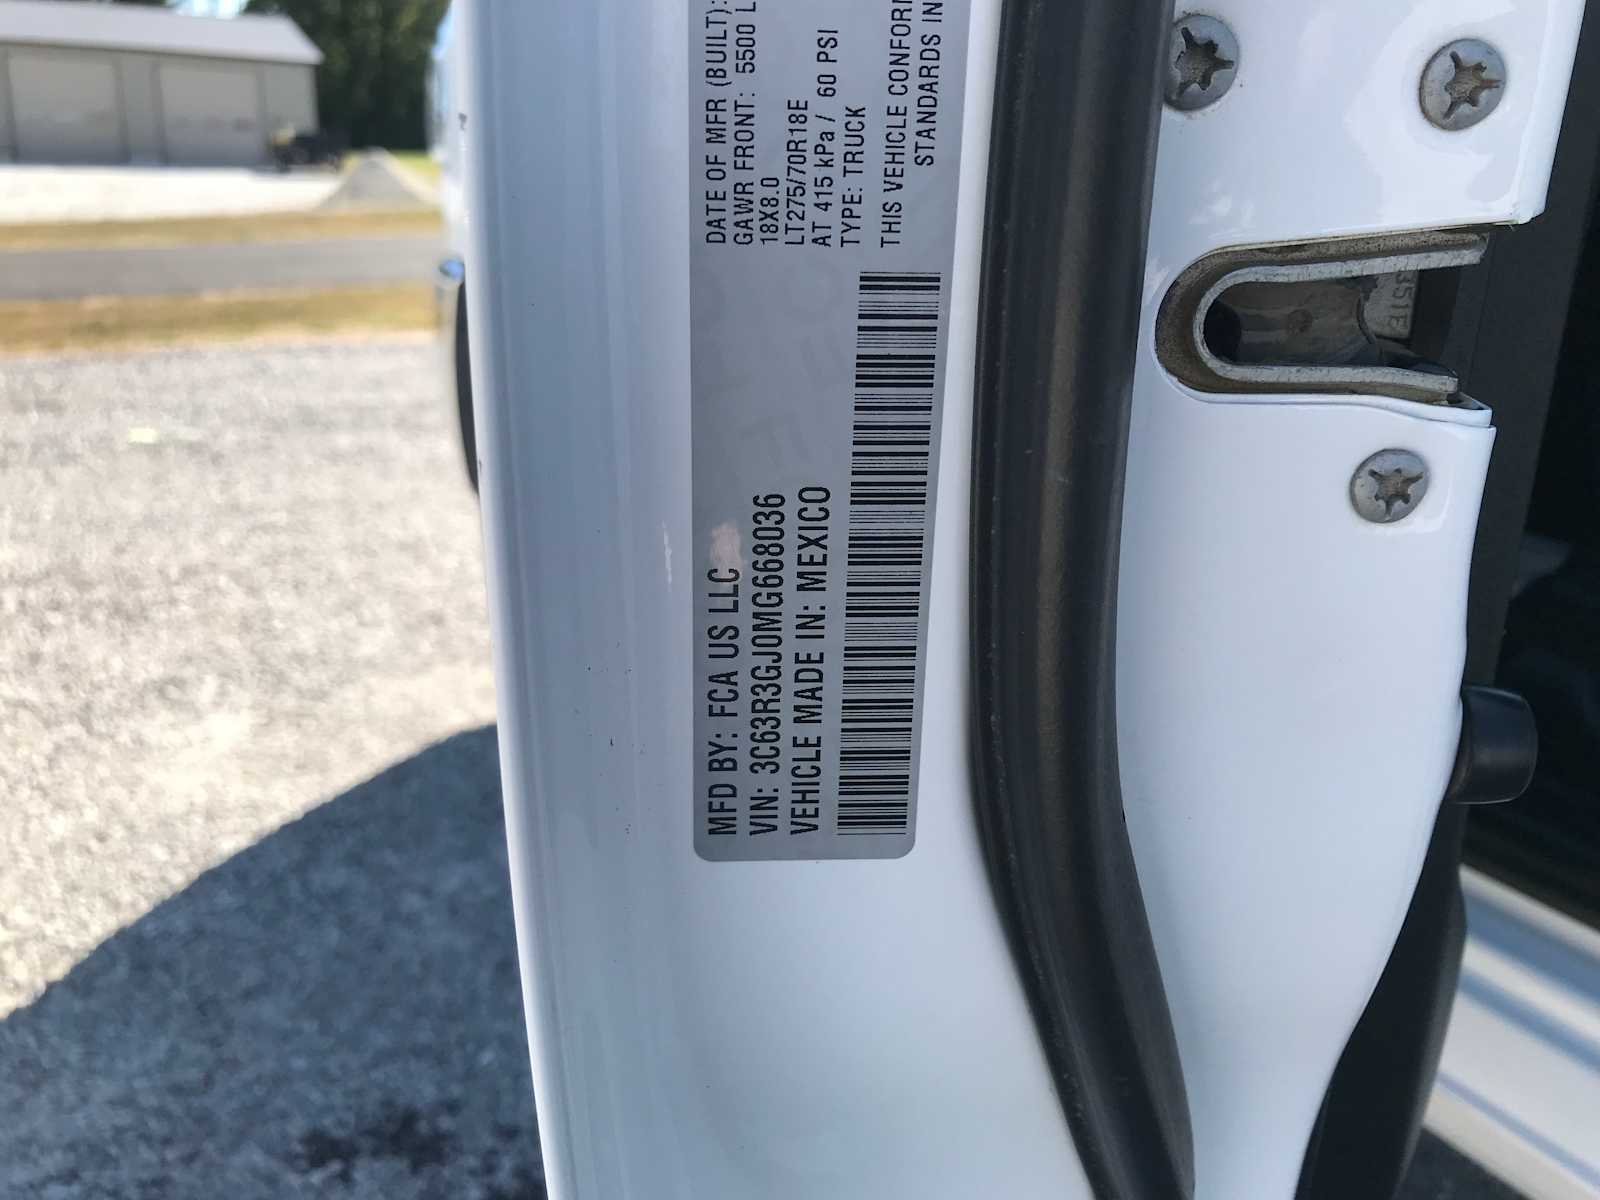 MFD BY: FCA US LLC
VIN: 3C63R3GJ0MG668036
VEHICLE MADE IN: MEXICO
DATE OF MFR (BUILT):
GAWR FRONT: 5500 L
18X8.0
LT275/70R18E
AT 415 kPa / 60 PSI
TYPE: TRUCK
THIS VEHICLE CONFOR
STANDARDS IN